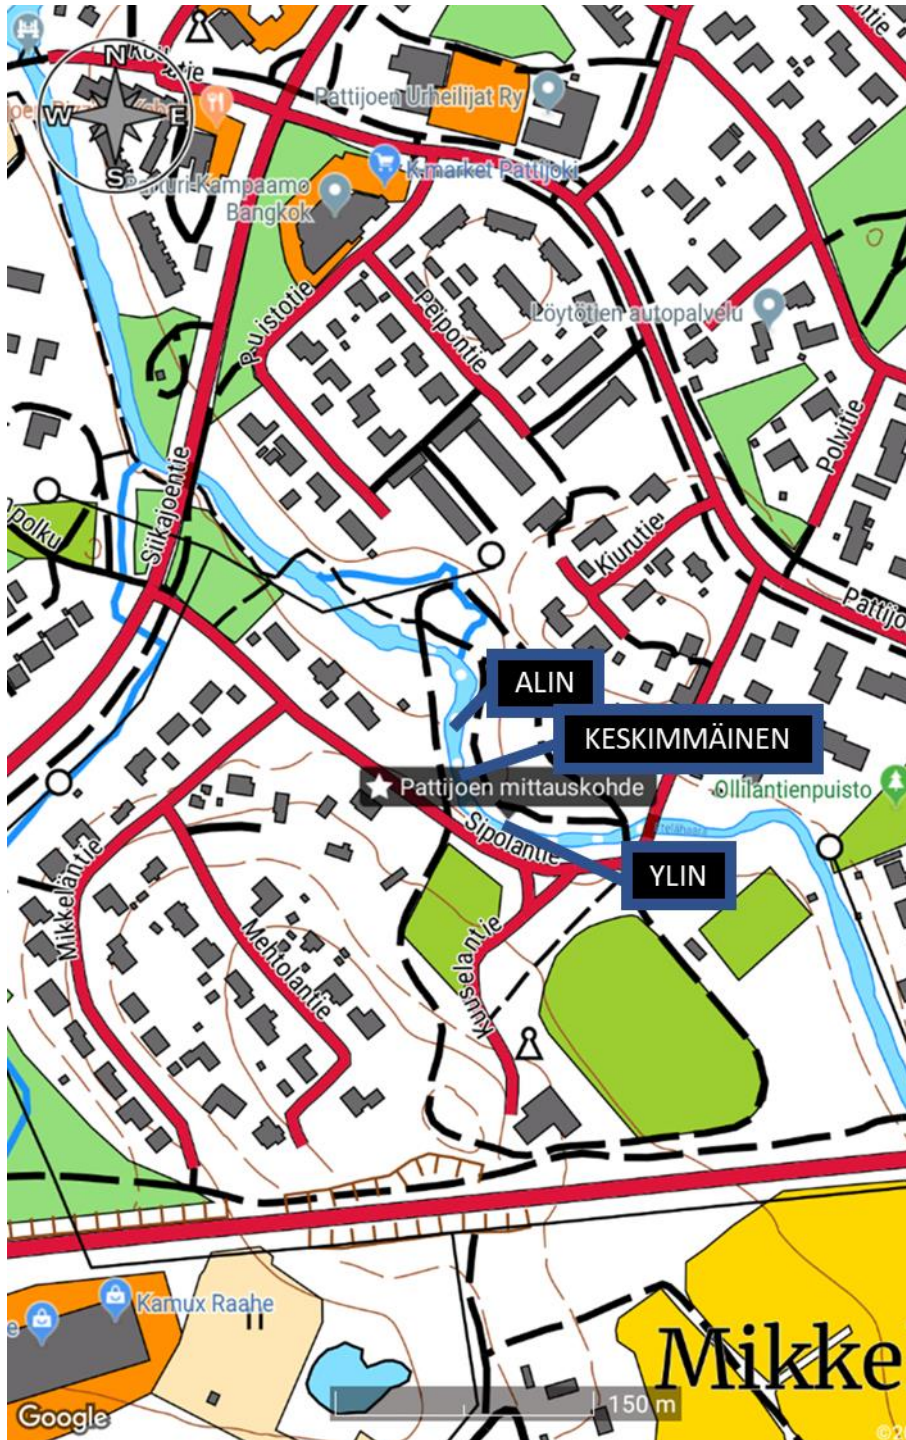 N
W
E
S
Pattijoen Urheilijat Ry
K-market Pattijoki
Parturi-Kampaamo
Bangkok
Puistotie
Peipontie
Löytötien autopalvelu
Polvitie
Siikajoentie
polku
Kiurutie
Pattijo
ALIN
KESKIMMÄINEN
Pattijoen mittauskohde
Ollilantienpuisto
Sipolantie
YLIN
Mikkeläntie
Mehtolantie
Kuuselantie
Kamux Raahe
e
Mikke
Google
150 m